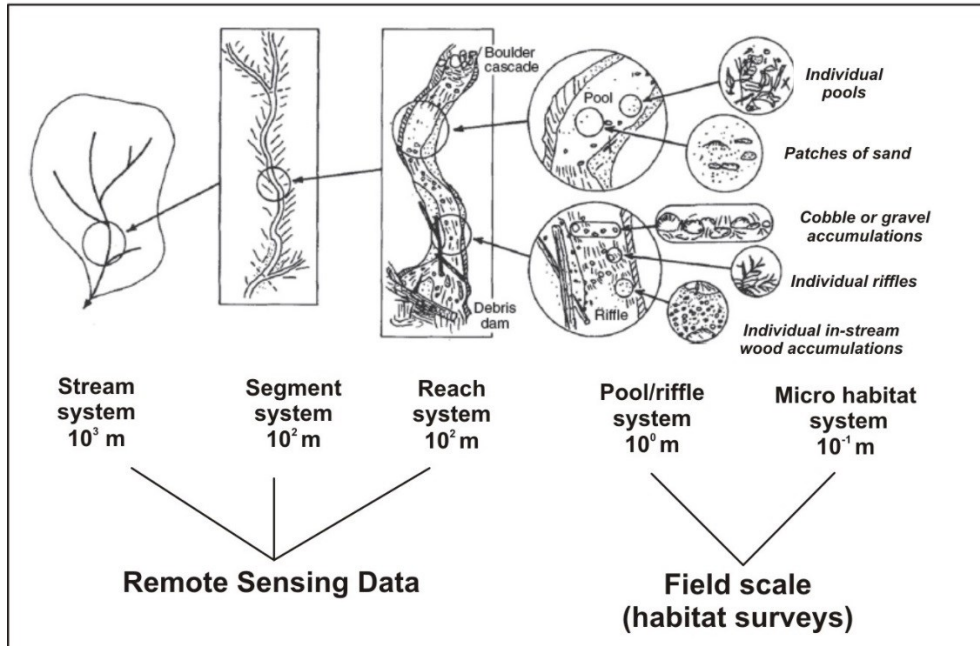 Boulder
cascade
Pool
Individual
pools
Patches of sand
Cobble or gravel
accumulations
Individual riffles
Riffle
Debris
dam
Individual in-stream
wood accumulations
Stream
system
10³ m
Segment
system
10² m
Reach
system
10² m
Pool/riffle
system
10⁰ m
Micro habitat
system
10⁻¹ m
Remote Sensing Data
Field scale
(habitat surveys)